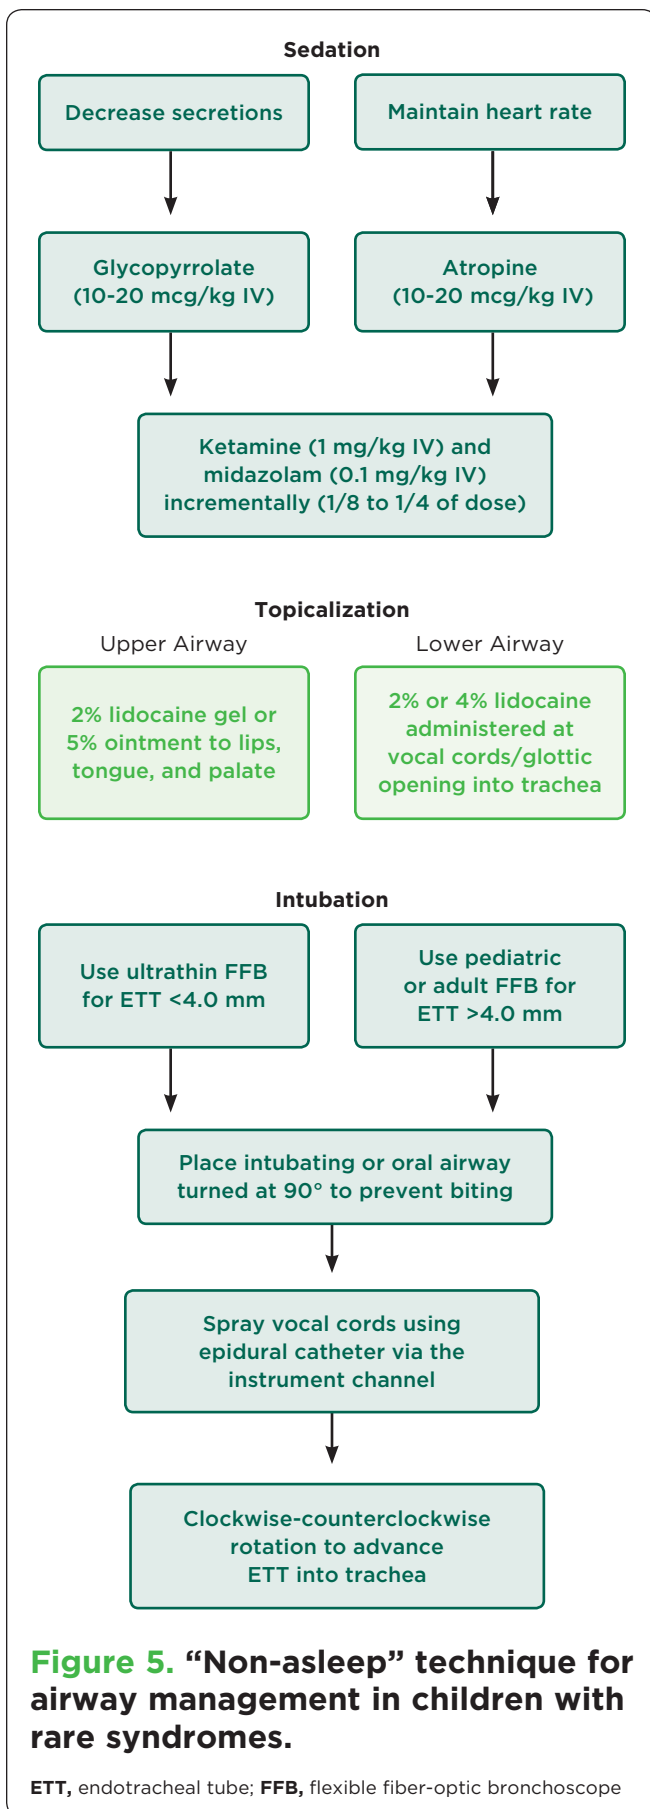 Sedation
Decrease secretions
Maintain heart rate
Glycopyrrolate
(10-20 mcg/kg IV)
Atropine
(10-20 mcg/kg IV)
Ketamine (1 mg/kg IV) and
midazolam (0.1 mg/kg IV)
incrementally (1/8 to 1/4 of dose)
Topicalization
Upper Airway
2% lidocaine gel or
5% ointment to lips,
tongue, and palate
Lower Airway
2% or 4% lidocaine
administered at
vocal cords/glottic
opening into trachea
Intubation
Use ultrathin FFB
for ETT <4.0 mm
Use pediatric
or adult FFB for
ETT >4.0 mm
Place intubating or oral airway
turned at 90° to prevent biting
Spray vocal cords using
epidural catheter via the
instrument channel
Clockwise-counterclockwise
rotation to advance
ETT into trachea
Figure 5. “Non-asleep” technique for
airway management in children with
rare syndromes.
ETT, endotracheal tube; FFB, flexible fiber-optic bronchoscope